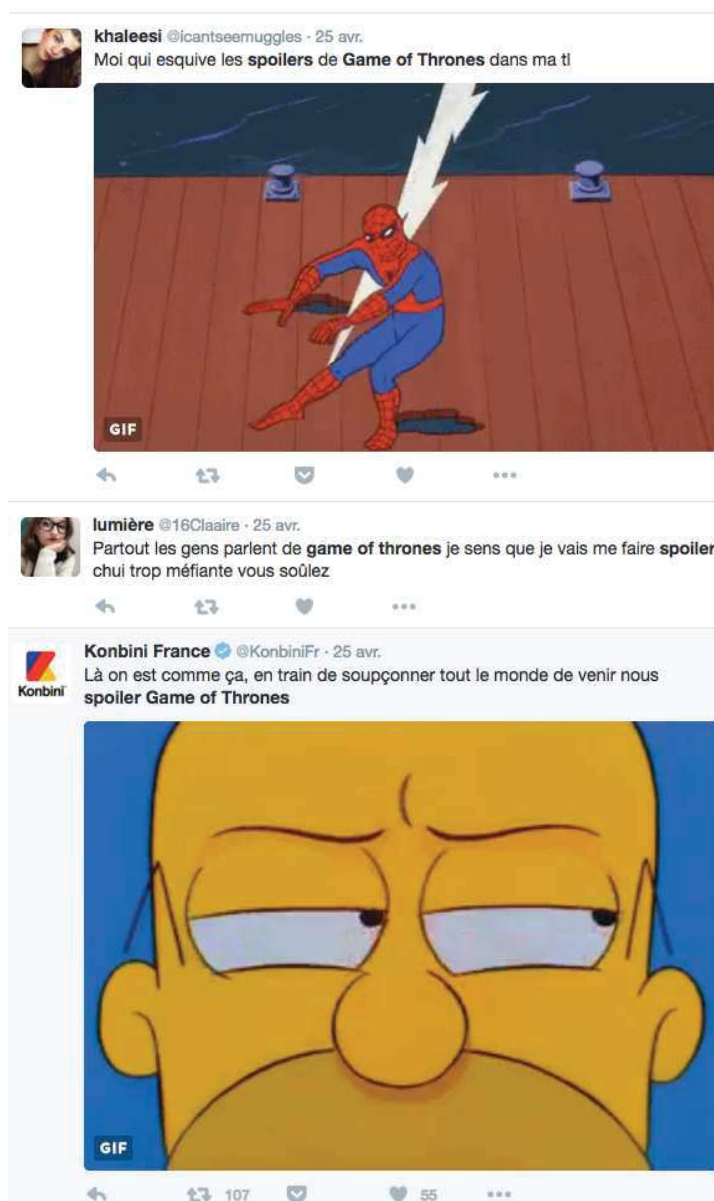 khaleesi @icantseemuggles · 25 avr.
Moi qui esquive les spoilers de Game of Thrones dans ma tl
GIF
lumière @16Claaire · 25 avr.
Partout les gens parlent de game of thrones je sens que je vais me faire spoiler
chui trop méfiante vous soûlez
Konbini France @KonbiniFr · 25 avr.
Konbini
Là on est comme ça, en train de soupçonner tout le monde de venir nous
spoiler Game of Thrones
GIF
107 55